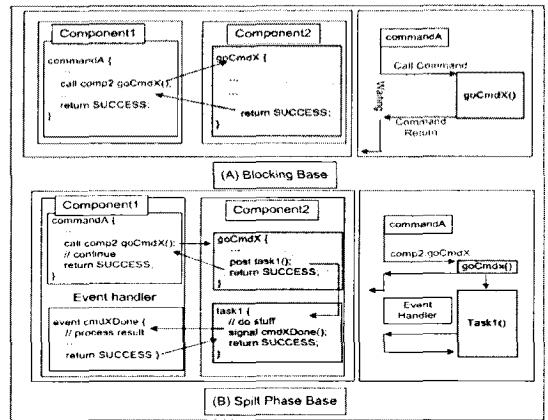 Component1
commandA {
...
call comp2 goCmdX();
...
return SUCCESS;
}
Component2
goCmdX {
...
...
...
return SUCCESS;
}
commandA
Call Command
Waiting
goCmdX()
Command
Return
(A) Blocking Base
Component1
commandA {
...
call comp2 goCmdX();
// continue
return SUCCESS;
}
Event handler
event cmdXDone {
// process result
...
return SUCCESS }
Component2
goCmdX {
...
post task1();
return SUCCESS;
}
task1 {
// do stuff
signal cmdXDone();
return SUCCESS;
}
commandA
comp2.goCmdX
goCmdx()
Event
Handler
Task1()
(B) Spilt Phase Base